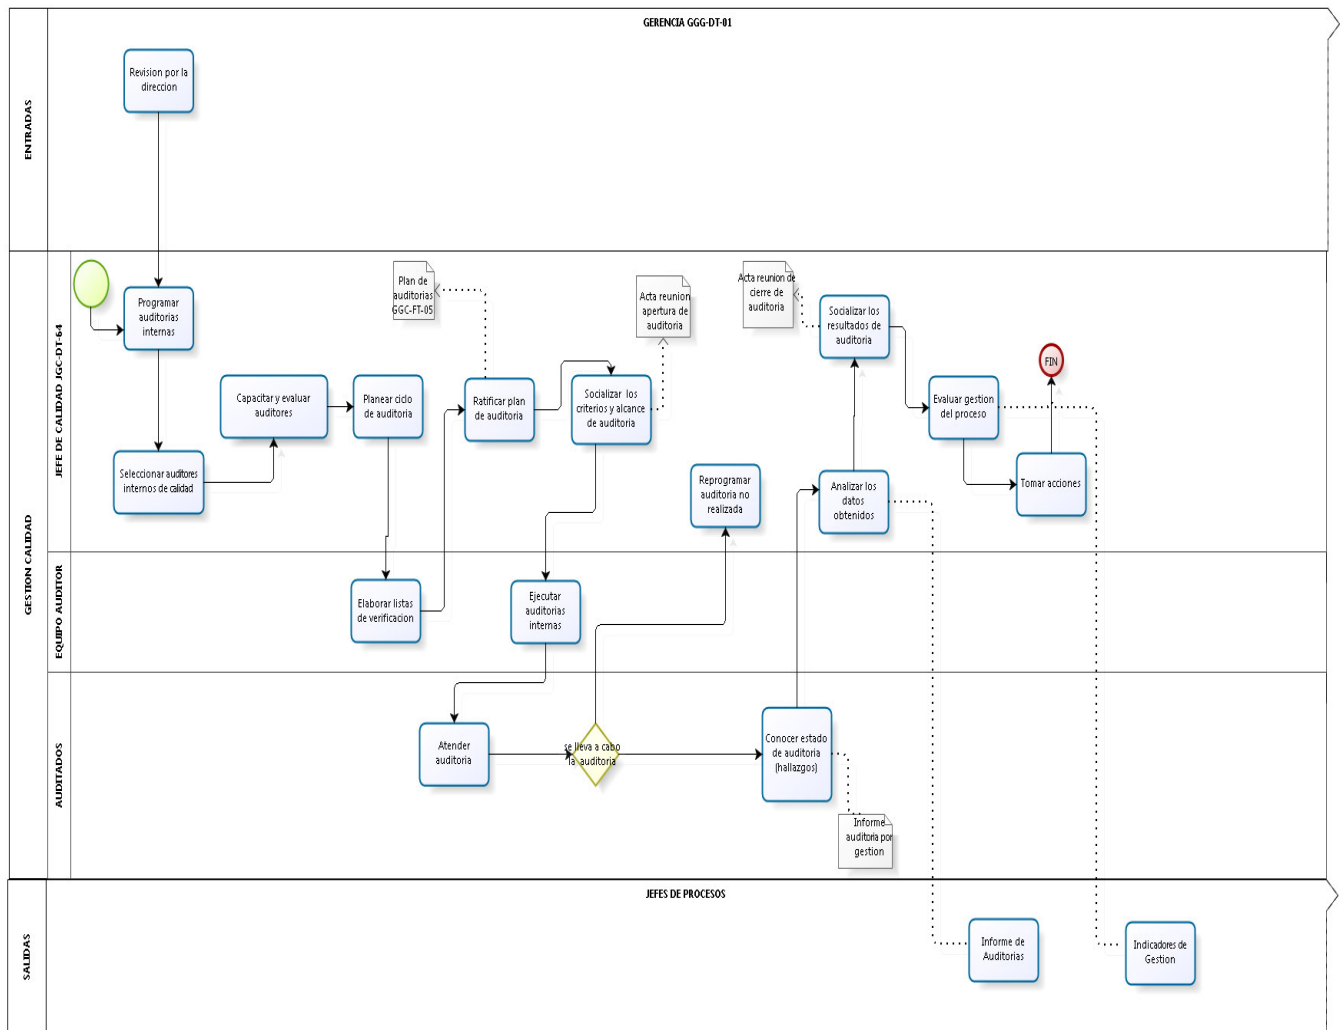 GERENCIA GGG-DT-01
ENTRADAS
Revision por la
direccion
GESTION CALIDAD
JEFE DE CALIDAD JGC-DT-64
Programar
auditorias
internas
Seleccionar auditores
internos de calidad
Capacitar y evaluar
auditores
Planear ciclo
de auditoria
Plan de
auditorias
GGC-FT-05
Ratificar plan
de auditoria
Socializar los
criterios y alcance
de auditoria
Acta reunion
apertura de
auditoria
Reprogramar
auditoria no
realizada
Acta reunion de
cierre de
auditoria
Socializar los
resultados de
auditoria
Analizar los
datos
obtenidos
Evaluar gestion
del proceso
Tomar acciones
FIN
EQUIPO AUDITOR
Elaborar listas
de verificacion
Ejecutar
auditorias
internas
AUDITADOS
Atender
auditoria
se lleva a cabo
la auditoria
Conocer estado
de auditoria
(hallazgos)
Informe
auditoria por
gestion
JEFES DE PROCESOS
SALIDAS
Informe de
Auditorias
Indicadores de
Gestion